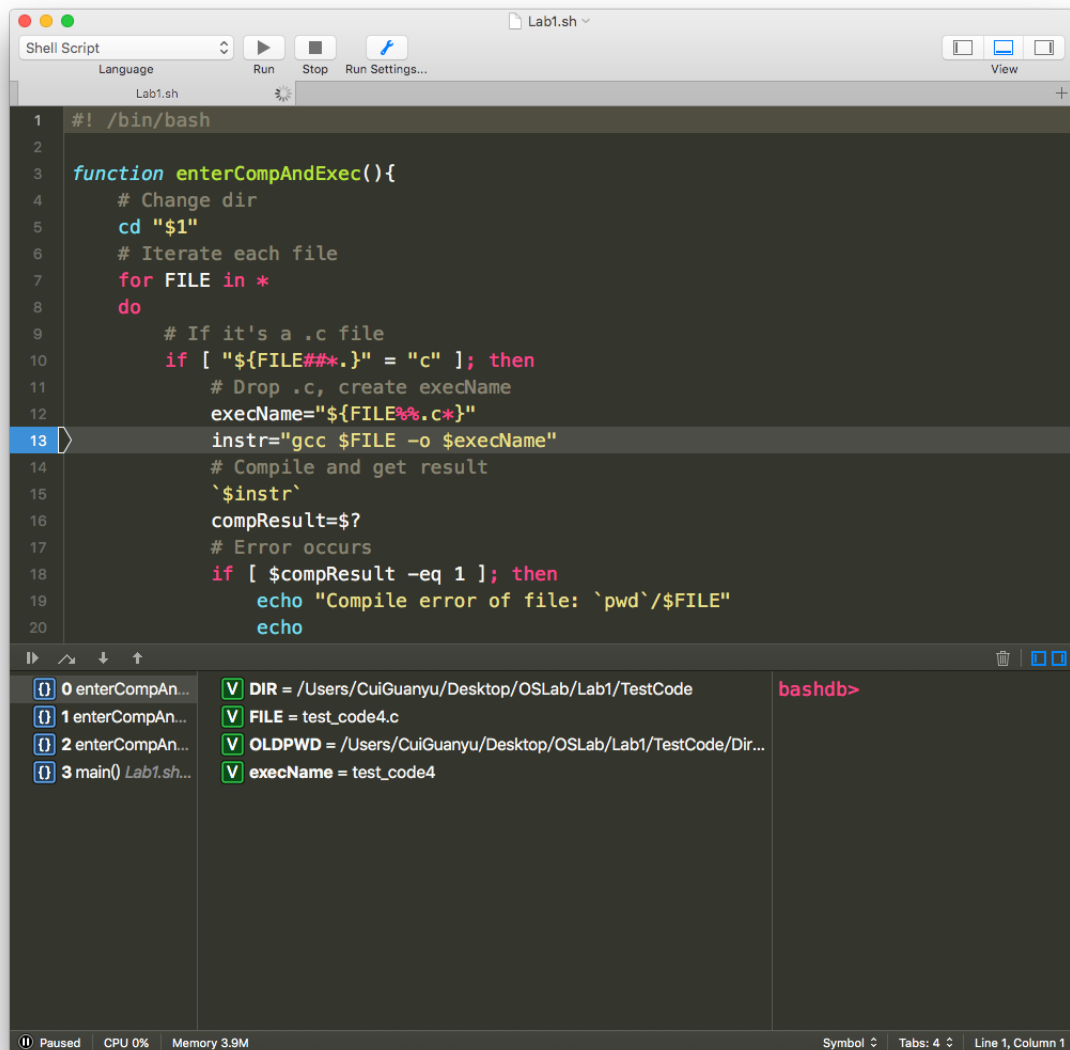 Lab1.sh
Shell Script
Language
Run
Stop
Run Settings...
View
Lab1.sh
1 #! /bin/bash
2
3 function enterCompAndExec(){
4 # Change dir
5 cd "$1"
6 # Iterate each file
7 for FILE in *
8 do
9 # If it's a .c file
10 if [ "${FILE##*.}" = "c" ]; then
11 # Drop .c, create execName
12 execName="${FILE%%.c*}"
13 instr="gcc $FILE -o $execName"
14 # Compile and get result
15 `$instr`
16 compResult=$?
17 # Error occurs
18 if [ $compResult -eq 1 ]; then
19 echo "Compile error of file: `pwd`/$FILE"
20 echo
{} 0 enterCompAn...
{} 1 enterCompAn...
{} 2 enterCompAn...
{} 3 main() Lab1.sh...
V DIR = /Users/CuiGuanyu/Desktop/OSLab/Lab1/TestCode
V FILE = test_code4.c
V OLDPWD = /Users/CuiGuanyu/Desktop/OSLab/Lab1/TestCode/Dir...
V execName = test_code4
bashdb>
Paused CPU 0% Memory 3.9M Symbol Tabs: 4 Line 1, Column 1